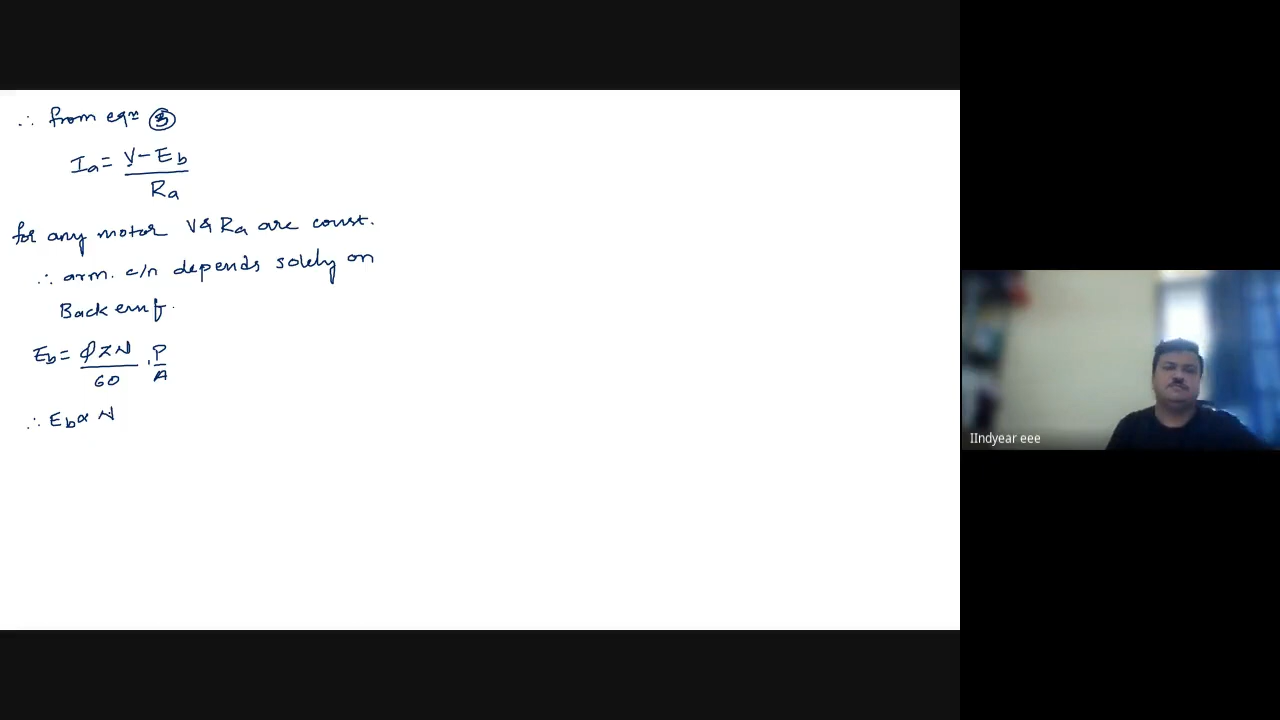 ∴ from eqn ⑤
Ia = V - Eb / Ra
for any motor V & Ra are const.
∴ arm. c/n depends solely on
Back emf.
Eb = ΦZN / 60 . P / A
∴ Eb ∝ N
IIndyear eee